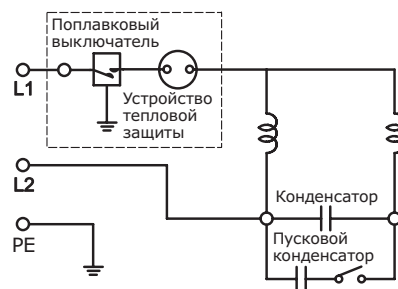 Поплавковый
выключатель
L1
Устройство
тепловой
защиты
L2
Конденсатор
Пусковой
конденсатор
PE